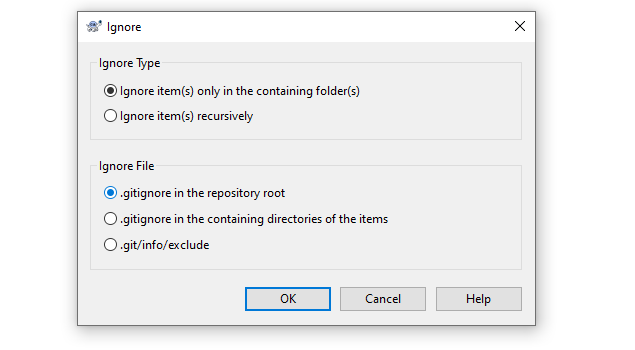 Ignore
Ignore Type
Ignore item(s) only in the containing folder(s)
Ignore item(s) recursively
Ignore File
.gitignore in the repository root
.gitignore in the containing directories of the items
.git/info/exclude
OK Cancel Help